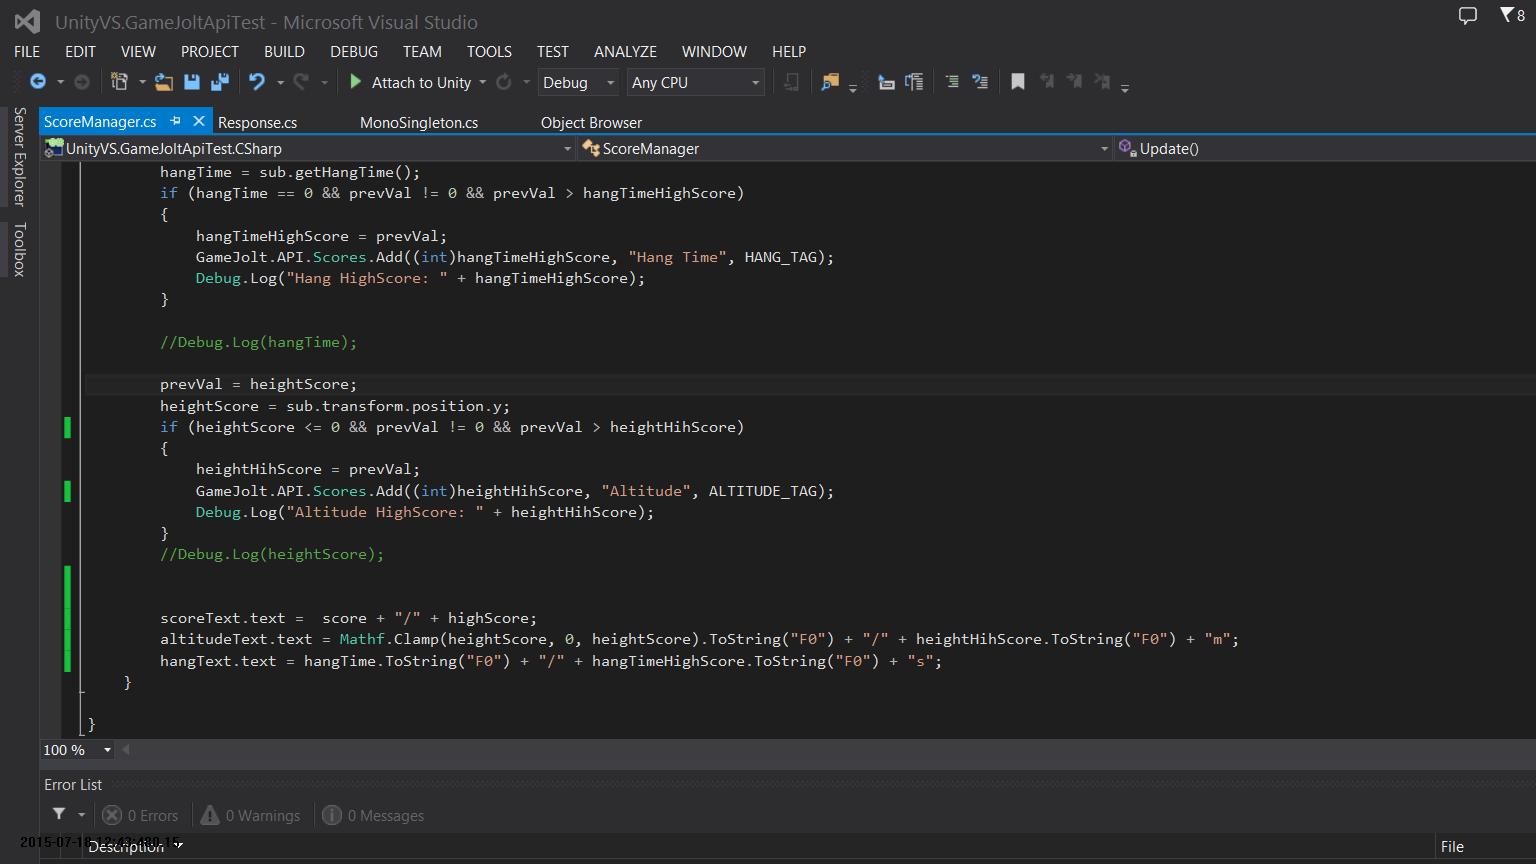 UnityVS.GameJoltApiTest - Microsoft Visual Studio
8
FILE EDIT VIEW PROJECT BUILD DEBUG TEAM TOOLS TEST ANALYZE WINDOW HELP
Attach to Unity Debug Any CPU
Server Explorer
Toolbox
ScoreManager.cs Response.cs MonoSingleton.cs Object Browser
UnityVS.GameJoltApiTest.CSharp ScoreManager Update()
hangTime = sub.getHangTime();
if (hangTime == 0 && prevVal != 0 && prevVal > hangTimeHighScore)
{
hangTimeHighScore = prevVal;
GameJolt.API.Scores.Add((int)hangTimeHighScore, "Hang Time", HANG_TAG);
Debug.Log("Hang HighScore: " + hangTimeHighScore);
}
//Debug.Log(hangTime);
prevVal = heightScore;
heightScore = sub.transform.position.y;
if (heightScore <= 0 && prevVal != 0 && prevVal > heightHihScore)
{
heightHihScore = prevVal;
GameJolt.API.Scores.Add((int)heightHihScore, "Altitude", ALTITUDE_TAG);
Debug.Log("Altitude HighScore: " + heightHihScore);
}
//Debug.Log(heightScore);
scoreText.text =  score + "/" + highScore;
altitudeText.text = Mathf.Clamp(heightScore, 0, heightScore).ToString("F0") + "/" + heightHihScore.ToString("F0") + "m";
hangText.text = hangTime.ToString("F0") + "/" + hangTimeHighScore.ToString("F0") + "s";
}
}
100 %
Error List
0 Errors 0 Warnings 0 Messages
Description File